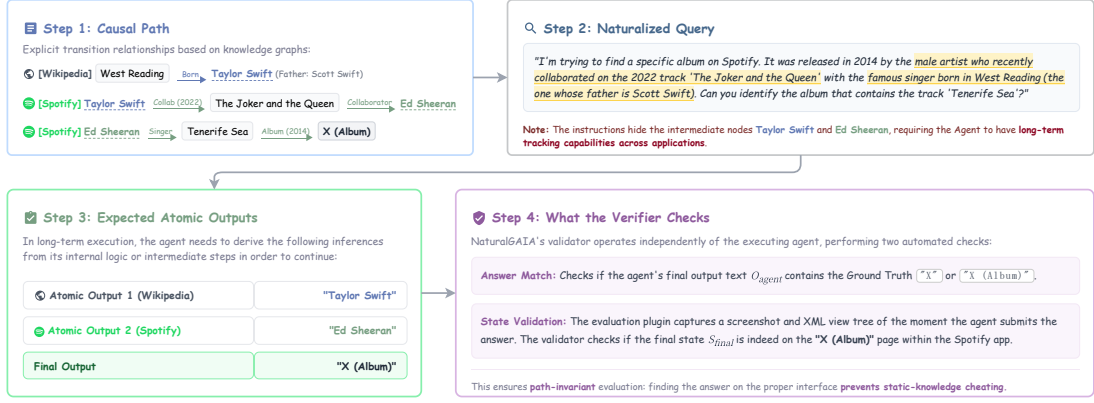 Step 1: Causal Path
Explicit transition relationships based on knowledge graphs:
[Wikipedia] West Reading Born Taylor Swift (Father: Scott Swift)
[Spotify] Taylor Swift Collab (2022) The Joker and the Queen Collaborator Ed Sheeran
[Spotify] Ed Sheeran Singer Tenerife Sea Album (2014) X (Album)
Step 2: Naturalized Query
"I'm trying to find a specific album on Spotify. It was released in 2014 by the male artist who recently
collaborated on the 2022 track 'The Joker and the Queen' with the famous singer born in West Reading (the
one whose father is Scott Swift). Can you identify the album that contains the track 'Tenerife Sea'?"
Note: The instructions hide the intermediate nodes Taylor Swift and Ed Sheeran, requiring the Agent to have long-term
tracking capabilities across applications.
Step 3: Expected Atomic Outputs
In long-term execution, the agent needs to derive the following inferences
from its internal logic or intermediate steps in order to continue:
Atomic Output 1 (Wikipedia) "Taylor Swift"
Atomic Output 2 (Spotify) "Ed Sheeran"
Final Output "X (Album)"
Step 4: What the Verifier Checks
NaturalGAIA's validator operates independently of the executing agent, performing two automated checks:
Answer Match: Checks if the agent's final output text O_agent contains the Ground Truth "X" or "X (Album)".
State Validation: The evaluation plugin captures a screenshot and XML view tree of the moment the agent submits the
answer. The validator checks if the final state S_final is indeed on the "X (Album)" page within the Spotify app.
This ensures path-invariant evaluation: finding the answer on the proper interface prevents static-knowledge cheating.